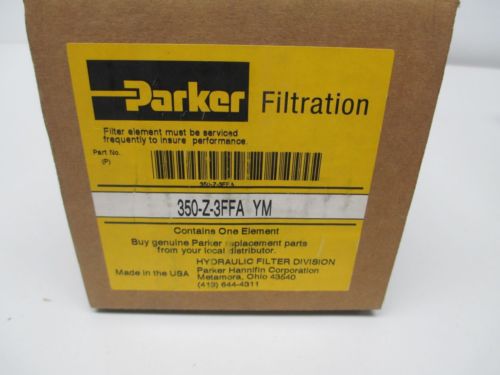 Parker Filtration
Filter element must be serviced
frequently to insure performance.
Part No.
(P)
350-Z-3FFA
350-Z-3FFA YM
Contains One Element
Buy genuine Parker replacement parts
from your local distributor.
HYDRAULIC FILTER DIVISION
Made in the USA Parker Hannifin Corporation
Metamora, Ohio 43540
(419) 644-4311